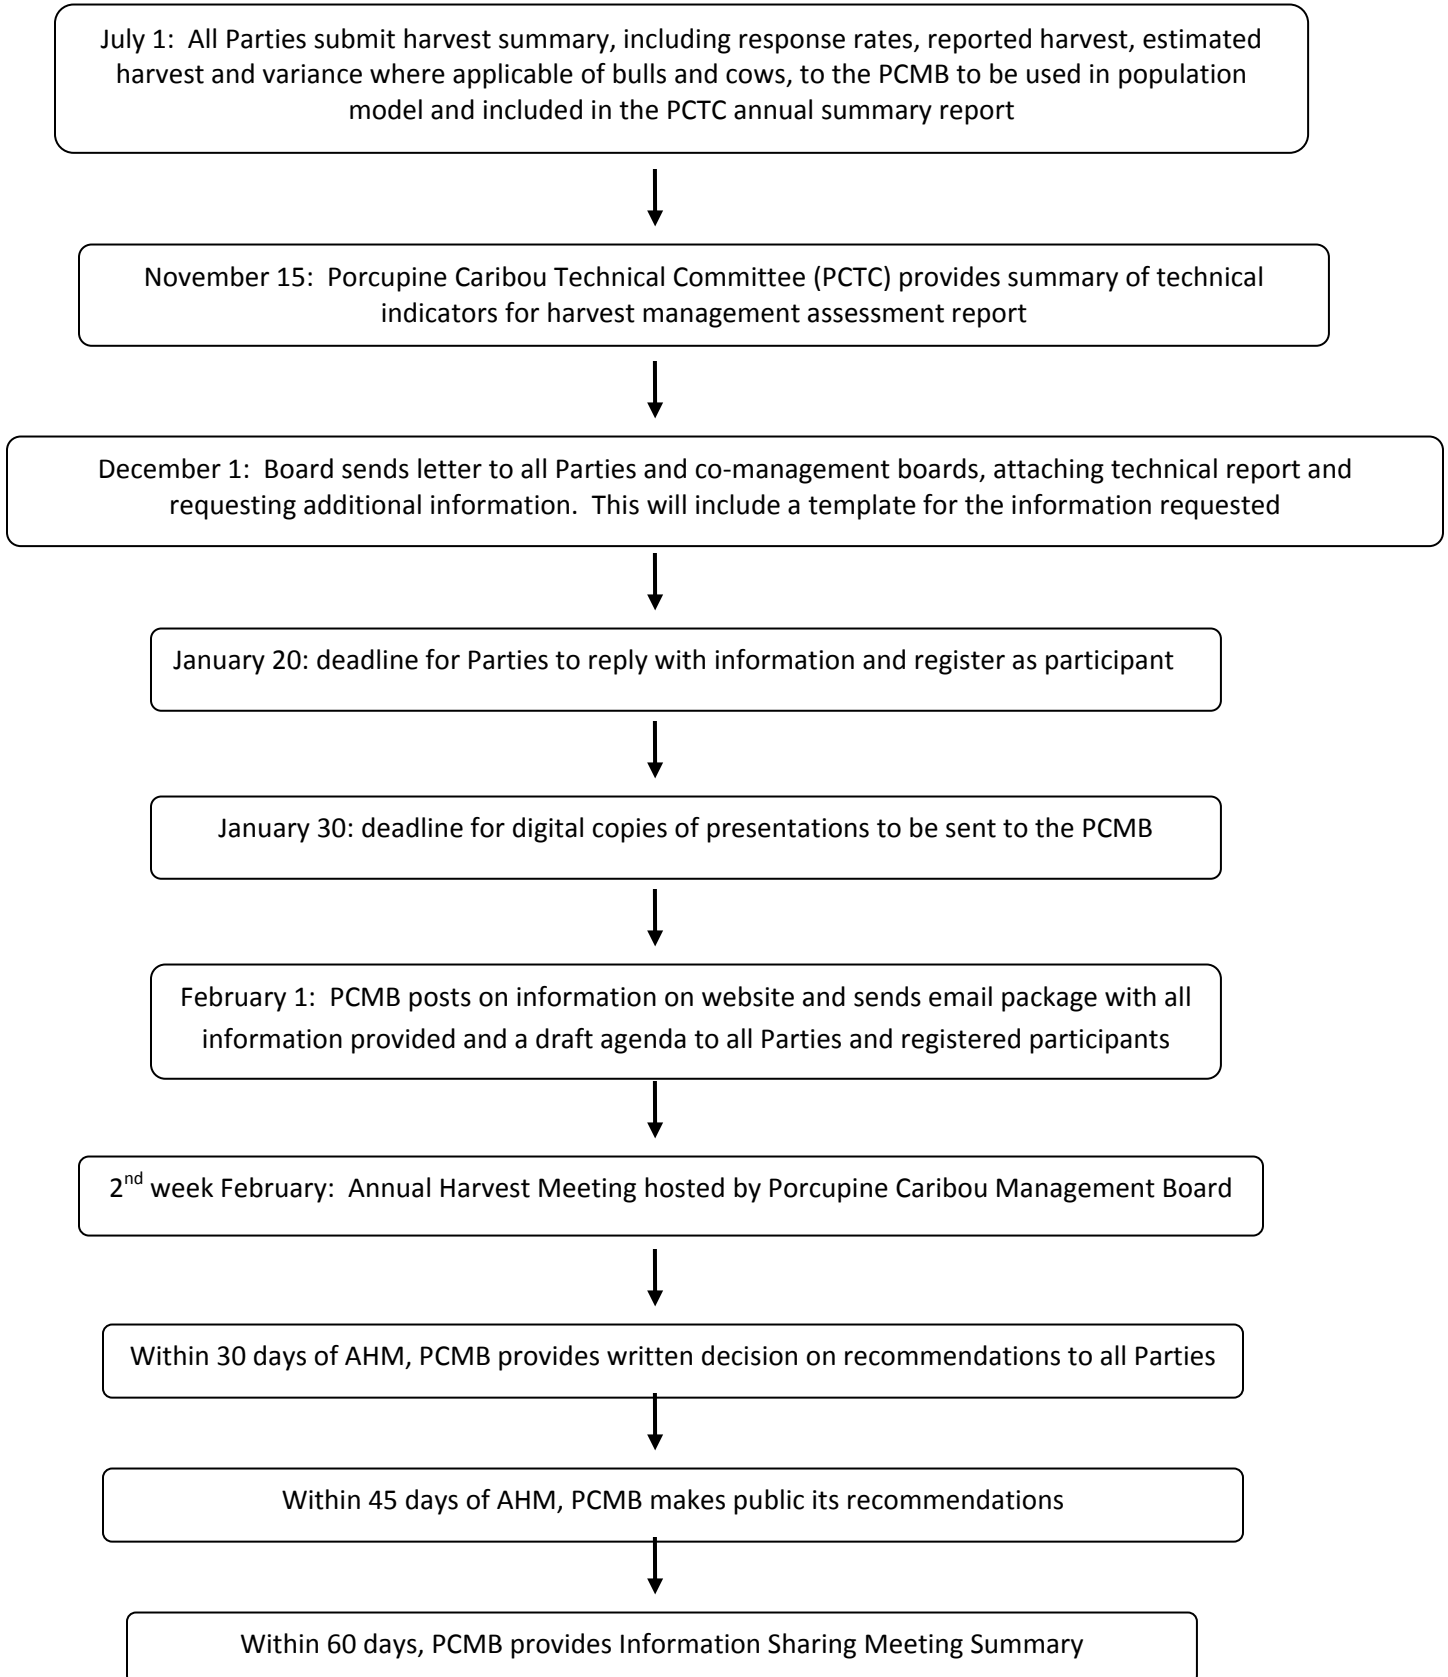 July 1:  All Parties submit harvest summary, including response rates, reported harvest, estimated
harvest and variance where applicable of bulls and cows, to the PCMB to be used in population
model and included in the PCTC annual summary report
November 15:  Porcupine Caribou Technical Committee (PCTC) provides summary of technical
indicators for harvest management assessment report
December 1:  Board sends letter to all Parties and co-management boards, attaching technical report and
requesting additional information.  This will include a template for the information requested
January 20: deadline for Parties to reply with information and register as participant
January 30: deadline for digital copies of presentations to be sent to the PCMB
February 1:  PCMB posts on information on website and sends email package with all
information provided and a draft agenda to all Parties and registered participants
2nd week February:  Annual Harvest Meeting hosted by Porcupine Caribou Management Board
Within 30 days of AHM, PCMB provides written decision on recommendations to all Parties
Within 45 days of AHM, PCMB makes public its recommendations
Within 60 days, PCMB provides Information Sharing Meeting Summary